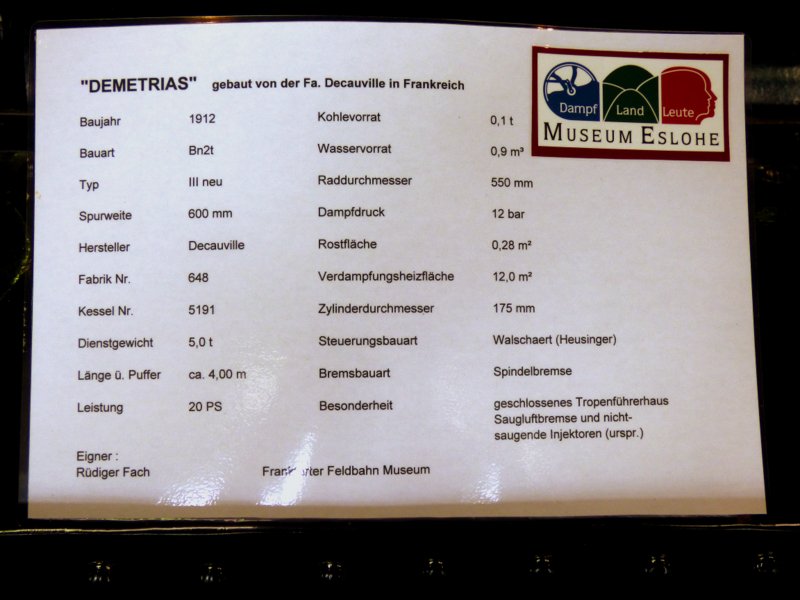 "DEMETRIAS" gebaut von der Fa. Decauville in Frankreich
Dampf Land Leute
MUSEUM ESLOHE
Baujahr 1912 Kohlevorrat 0,1 t
Bauart Bn2t Wasservorrat 0,9 m³
Typ III neu Raddurchmesser 550 mm
Spurweite 600 mm Dampfdruck 12 bar
Hersteller Decauville Rostfläche 0,28 m²
Fabrik Nr. 648 Verdampfungsheizfläche 12,0 m²
Kessel Nr. 5191 Zylinderdurchmesser 175 mm
Dienstgewicht 5,0 t Steuerungsbauart Walschaert (Heusinger)
Länge ü. Puffer ca. 4,00 m Bremsbauart Spindelbremse
Leistung 20 PS Besonderheit geschlossenes Tropenführerhaus
Saugluftbremse und nicht-
saugende Injektoren (urspr.)
Eigner :
Rüdiger Fach Frankfurter Feldbahn Museum